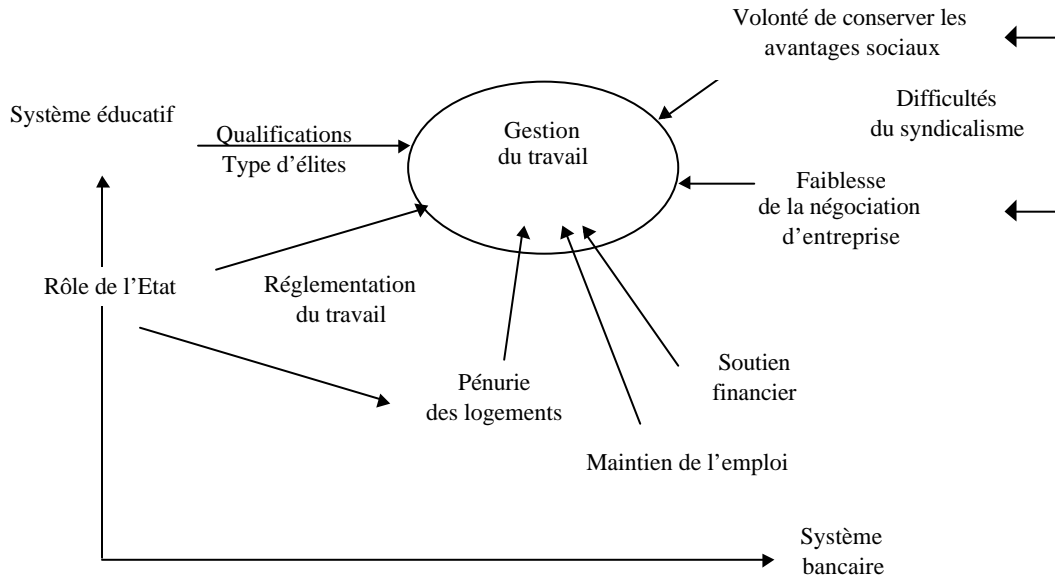 Volonté de conserver les
avantages sociaux
Difficultés
du syndicalisme
Système éducatif
Qualifications
Type d’élites
Gestion
du travail
Faiblesse
de la négociation
d’entreprise
Rôle de l’Etat
Réglementation
du travail
Pénurie
des logements
Soutien
financier
Maintien de l’emploi
Système
bancaire